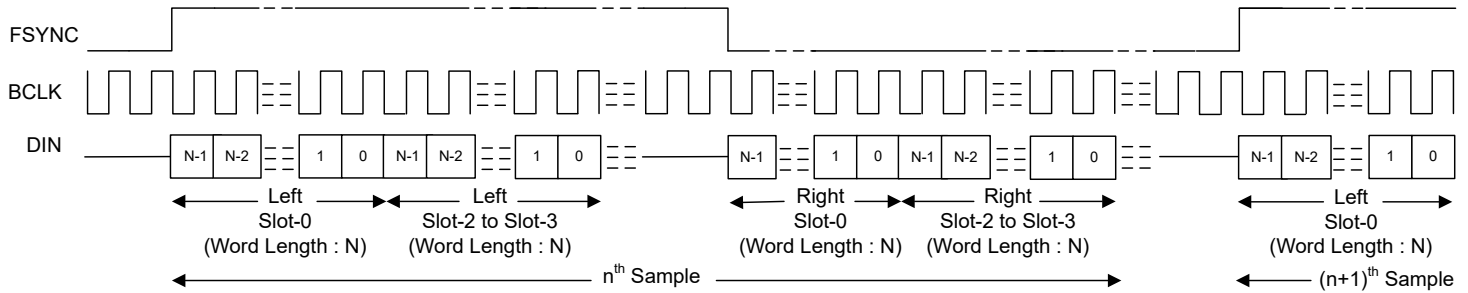 FSYNC
BCLK
DIN
N-1 N-2 1 0 N-1 N-2 1 0 N-1 1 0 N-1 N-2 1 0 N-1 N-2 1 0
Left Left Right Right Left
Slot-0 Slot-2 to Slot-3 Slot-0 Slot-2 to Slot-3 Slot-0
(Word Length : N) (Word Length : N) (Word Length : N) (Word Length : N) (Word Length : N)
nth Sample (n+1)th Sample